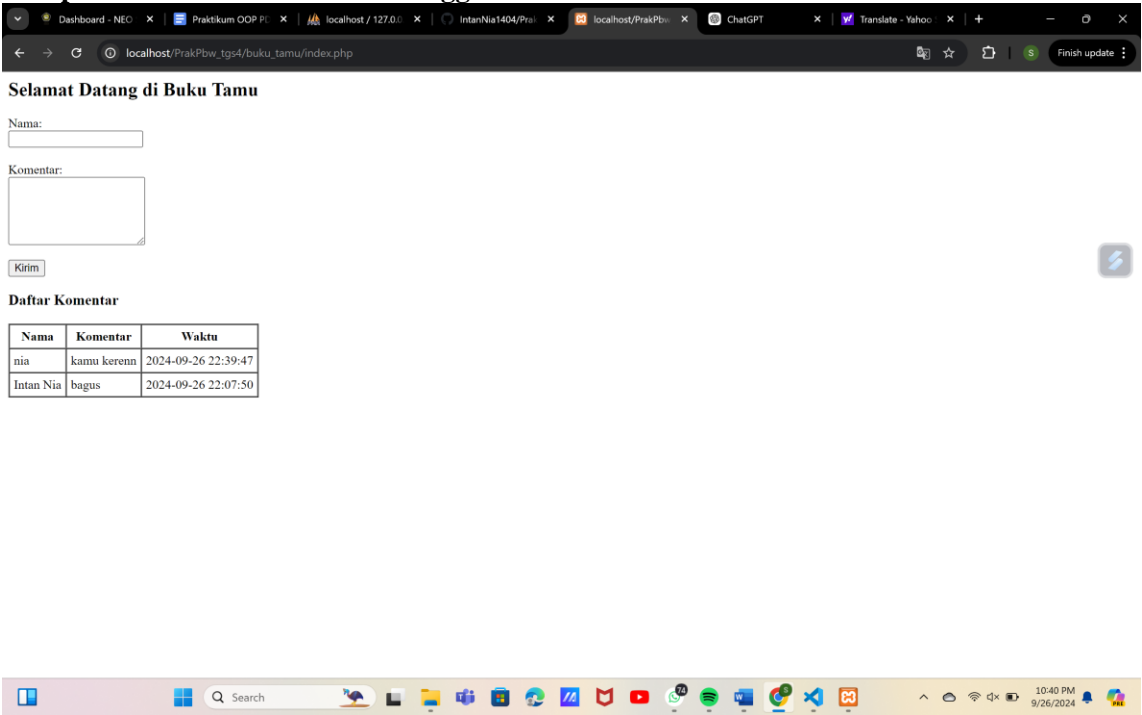 Dashboard - NEO
Praktikum OOP PD
localhost / 127.0.0
IntanNia1404/Prak
localhost/PrakPbw
ChatGPT
Translate - Yahoo
localhost/PrakPbw_tgs4/buku_tamu/index.php
S
Finish update
Selamat Datang di Buku Tamu
Nama:
Komentar:
Kirim
Daftar Komentar
Nama Komentar Waktu
nia kamu kerenn 2024-09-26 22:39:47
Intan Nia bagus 2024-09-26 22:07:50
Search
74
10:40 PM
9/26/2024
PRE